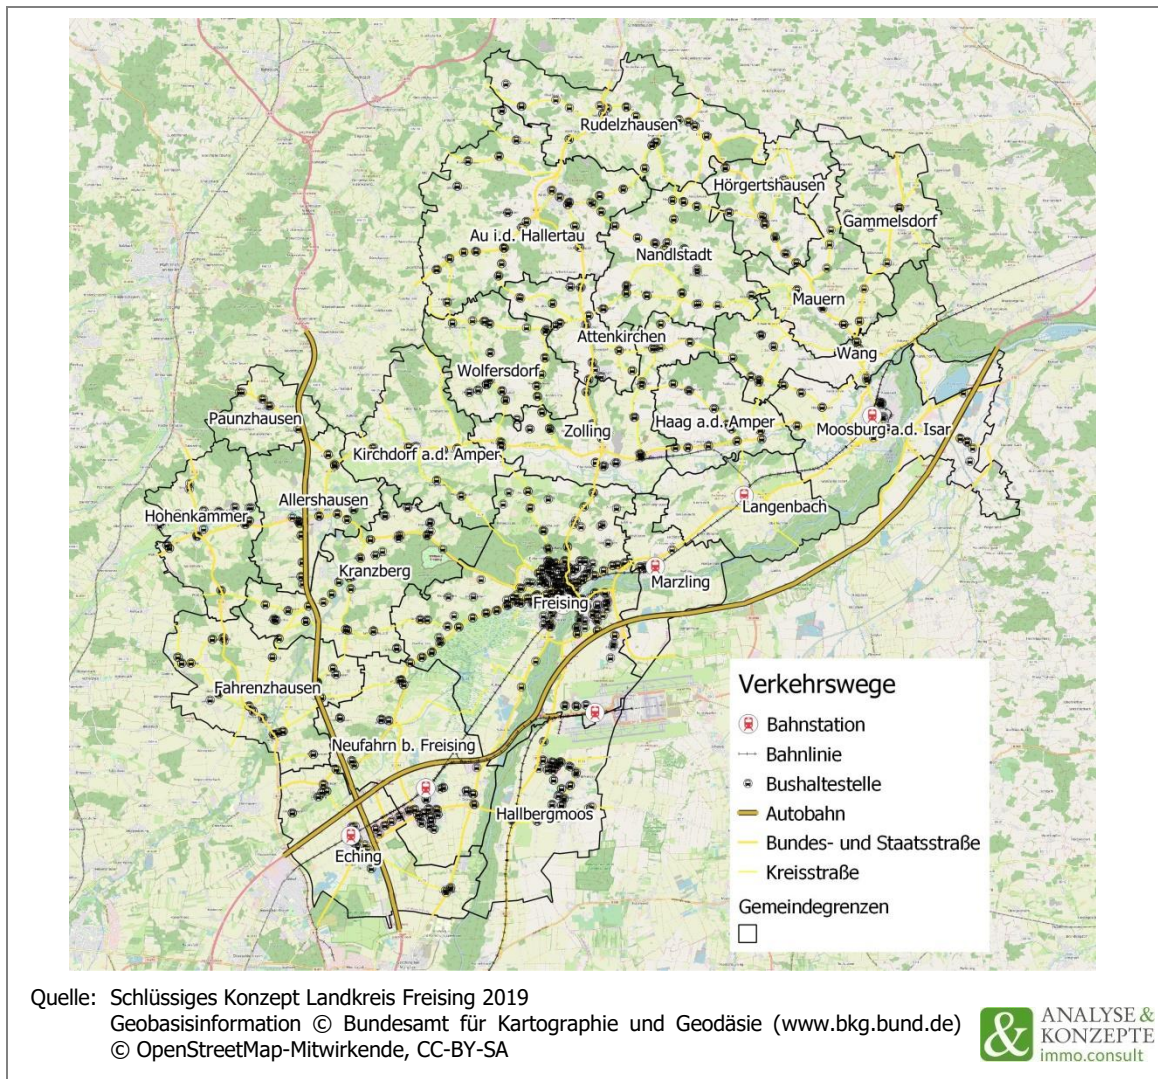 Rudelzhausen
Hörgertshausen
Gammelsdorf
Au i.d. Hallertau
Nandlstadt
Mauern
Attenkirchen
Wang
Wolfersdorf
Paunzhausen
Haag a.d. Amper
Moosburg a.d. Isar
Zolling
Kirchdorf a.d. Amper
Allershausen
Langenbach
Hohenkammer
Kranzberg
Marzling
Freising
Fahrenzhausen
Neufahrn b. Freising
Hallbergmoos
Eching
Verkehrswege
Bahnstation
Bahnlinie
Bushaltestelle
Autobahn
Bundes- und Staatsstraße
Kreisstraße
Gemeindegrenzen
Quelle: Schlüssiges Konzept Landkreis Freising 2019
Geobasisinformation © Bundesamt für Kartographie und Geodäsie (www.bkg.bund.de)
© OpenStreetMap-Mitwirkende, CC-BY-SA
& ANALYSE &
KONZEPTE
immo.consult